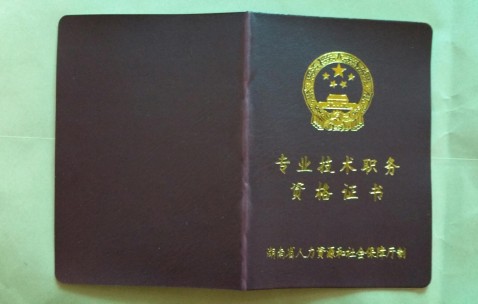 专业技术职务
资格证书
湖南省人力资源和社会保障厅制